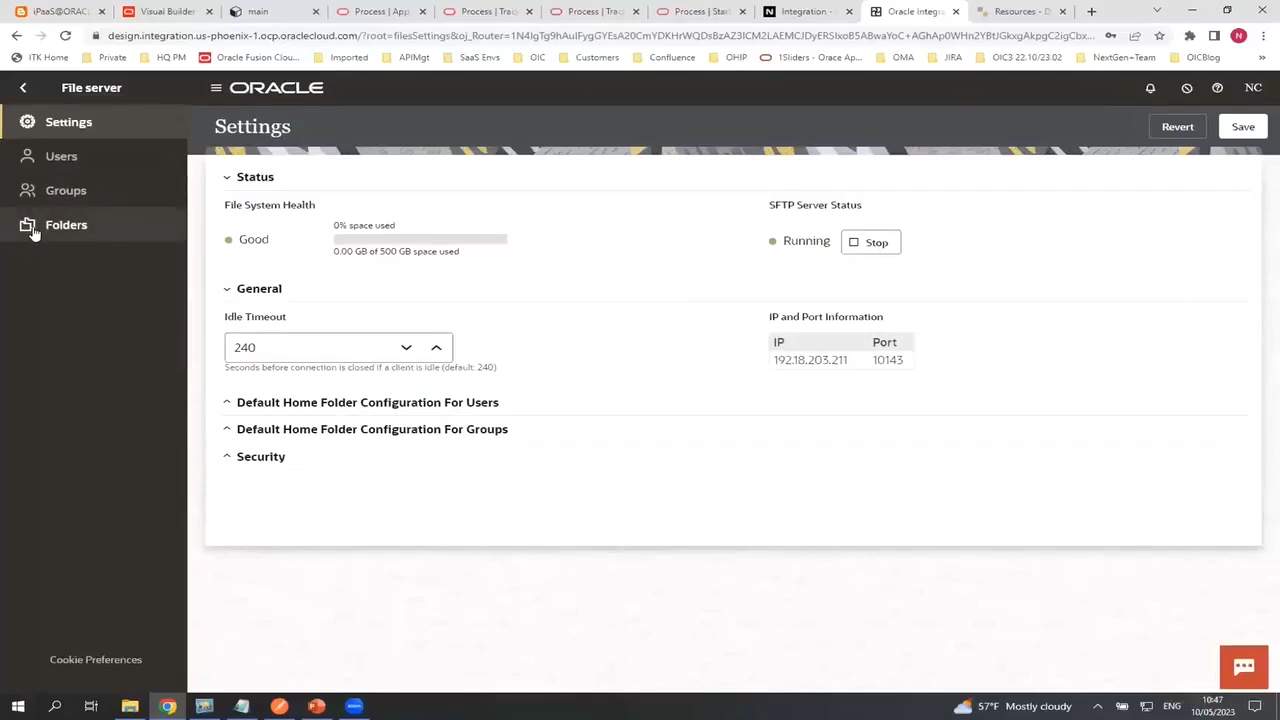 iPaaS@ORACL
Visual Builder
main
Process | App
Process | Trac
Process | Trac
Process | Start
Integration
Oracle Integra
Resources - D
design.integration.us-phoenix-1.ocp.oraclecloud.com/?root=filesSettings&oj_Router=
N
ITK Home
Private
HQ PM
Oracle Fusion Clou...
Imported
APIMgt
SaaS Envs
OIC
Customers
Confluence
OHIP
1Sliders - Orace Ap...
OMA
JIRA
OIC3 22.10/23.02
NextGen+Team
OICBlog
»
File server
ORACLE
NC
Settings
Users
Groups
Folders
Settings
Revert
Save
Status
File System Health
SFTP Server Status
Good
0% space used
0.00 GB of 500 GB space used
Running
Stop
General
Idle Timeout
IP and Port Information
240
Seconds before connection is closed if a client is idle (default: 240)
IP Port
192.18.203.211 10143
Default Home Folder Configuration For Users
Default Home Folder Configuration For Groups
Security
Cookie Preferences
zoom
57°F Mostly cloudy
ENG
10:47
10/05/2023